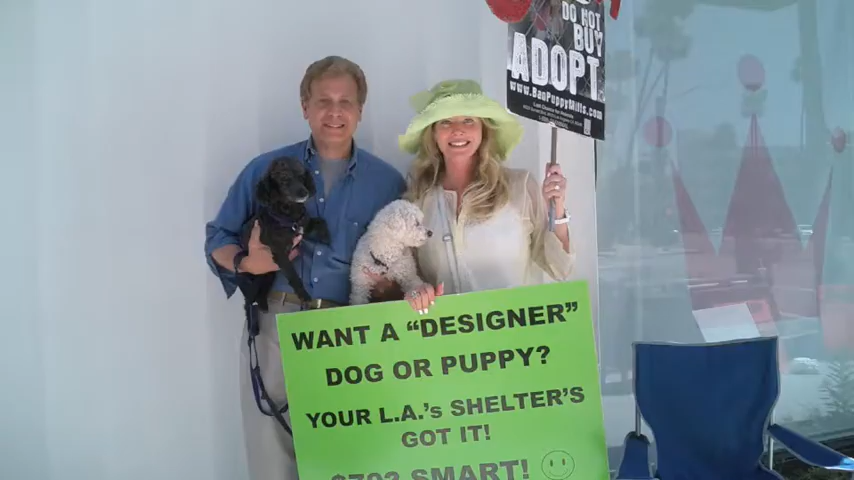 DO NOT
BUY
ADOPT
www.BanPuppyMills.com
WANT A “DESIGNER”
DOG OR PUPPY?
YOUR L.A.'s SHELTER'S
GOT IT!
SMART!